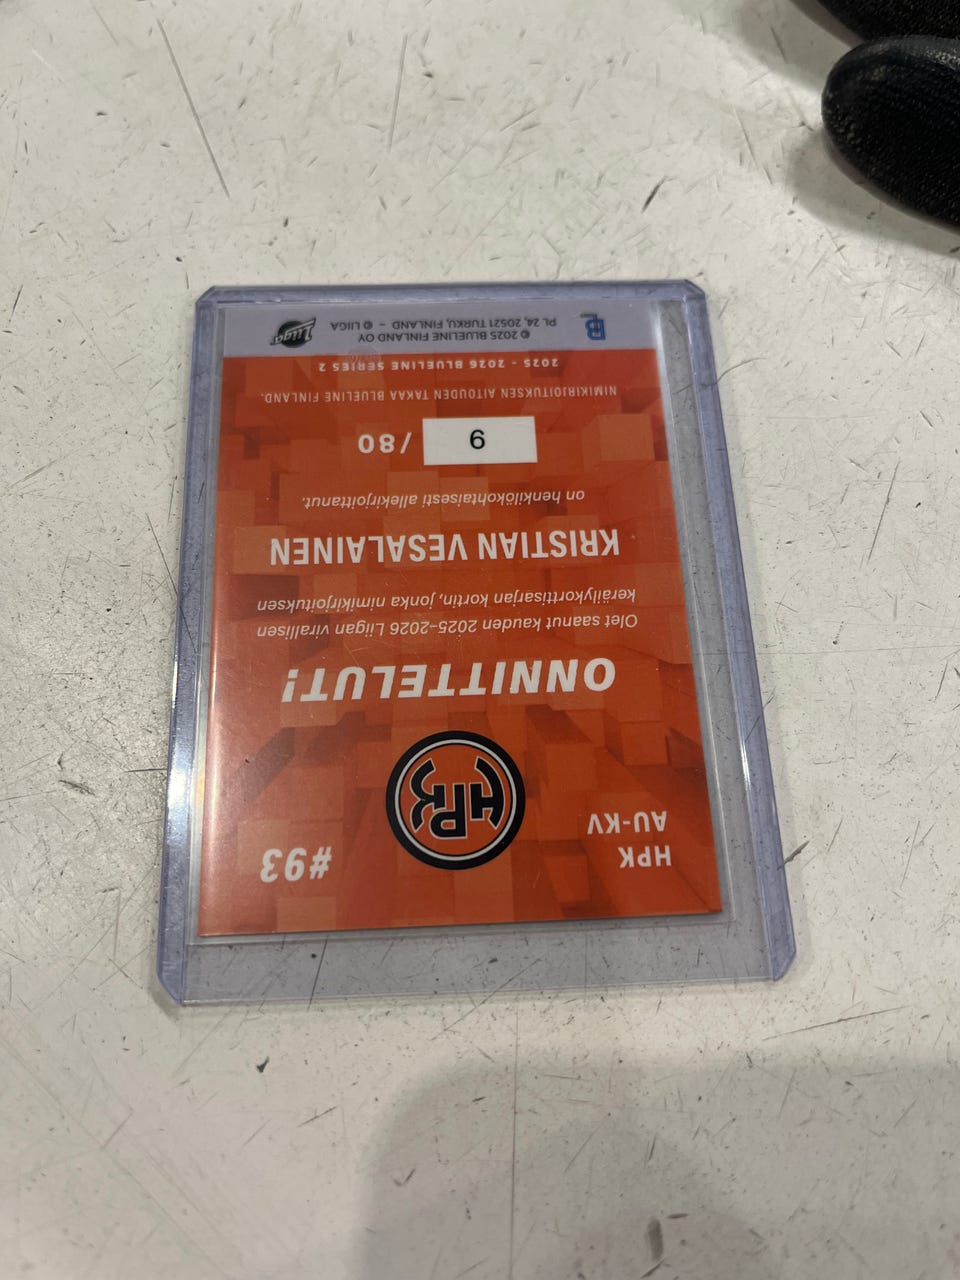 HPK
AU-KV
#93
HPK
ONNITTELUT!
Olet saanut kauden 2025-2026 Liigan virallisen
keräilykorttisarjan kortin, jonka nimikirjoituksen
KRISTIAN VESALAINEN
on henkilökohtaisesti allekirjoittanut.
/80
NIMIKIRJOITUKSEN AITOUDEN TAKAA BLUELINE FINLAND.
2025 - 2026 BLUELINE SERIES 2
© 2025 BLUELINE FINLAND OY
PL 24, 20521 TURKU, FINLAND - © LIIGA
Liiga